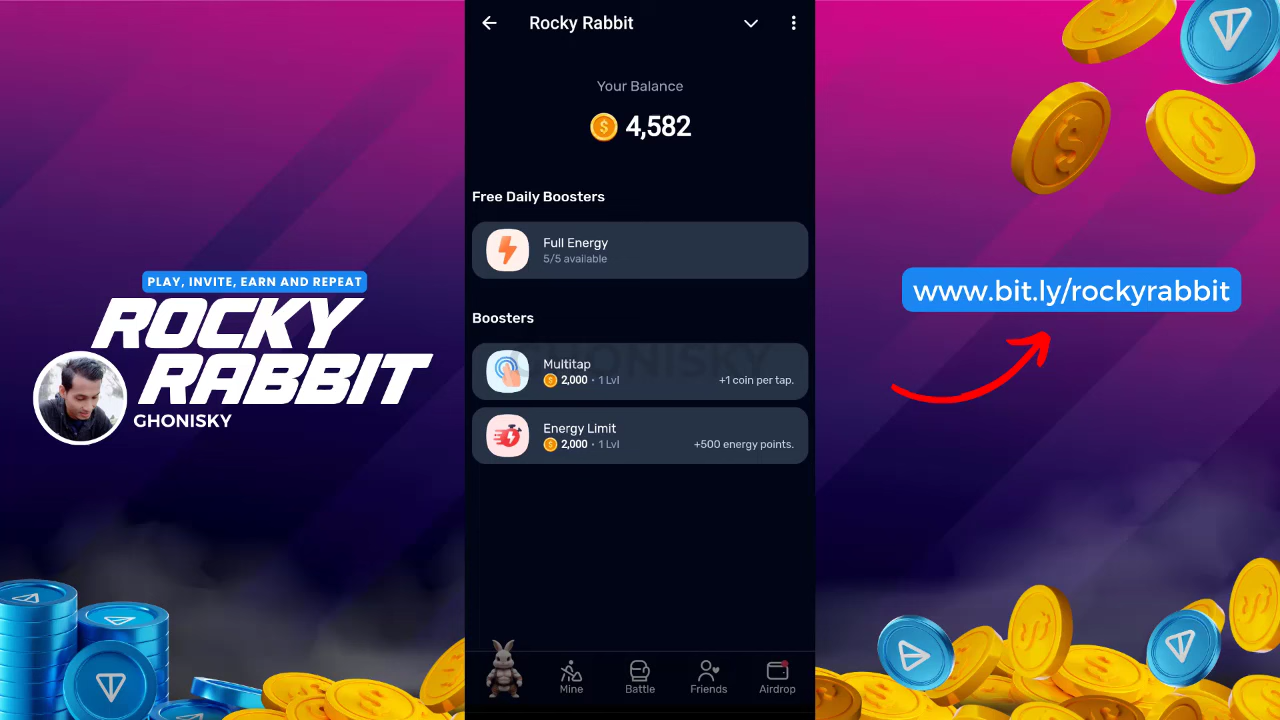 PLAY, INVITE, EARN AND REPEAT
ROCKY
RABBIT
GHONISKY
Rocky Rabbit
Your Balance
4,582
Free Daily Boosters
Full Energy
5/5 available
Boosters
GHONISKY
Multitap
2,000 · 1 Lvl +1 coin per tap.
Energy Limit
2,000 · 1 Lvl +500 energy points.
Mine Battle Friends Airdrop
www.bit.ly/rockyrabbit